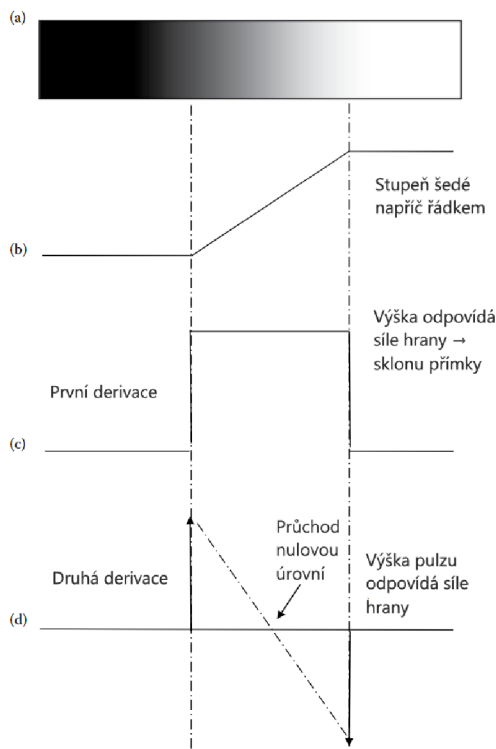 (a)
Stupeň šedé
napříč řádkem
(b)
Výška odpovídá
síle hrany →
sklonu přímky
První derivace
(c)
Průchod
nulovou
úrovní
Druhá derivace
Výška pulzu
odpovídá síle
hrany
(d)